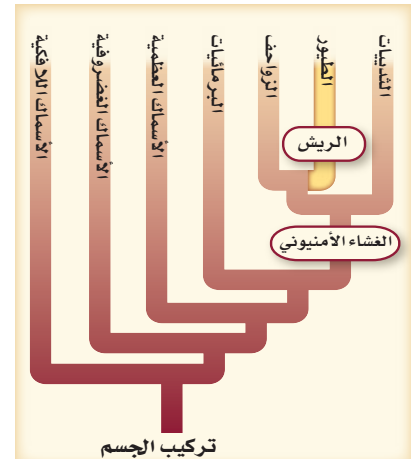 الثدييات
الطيور
الزواحف
البرمائيات
الأسماك العظمية
الأسماك الغضروفية
الأسماك اللافكية
الريش
الغشاء الأمنيوني
تركيب الجسم